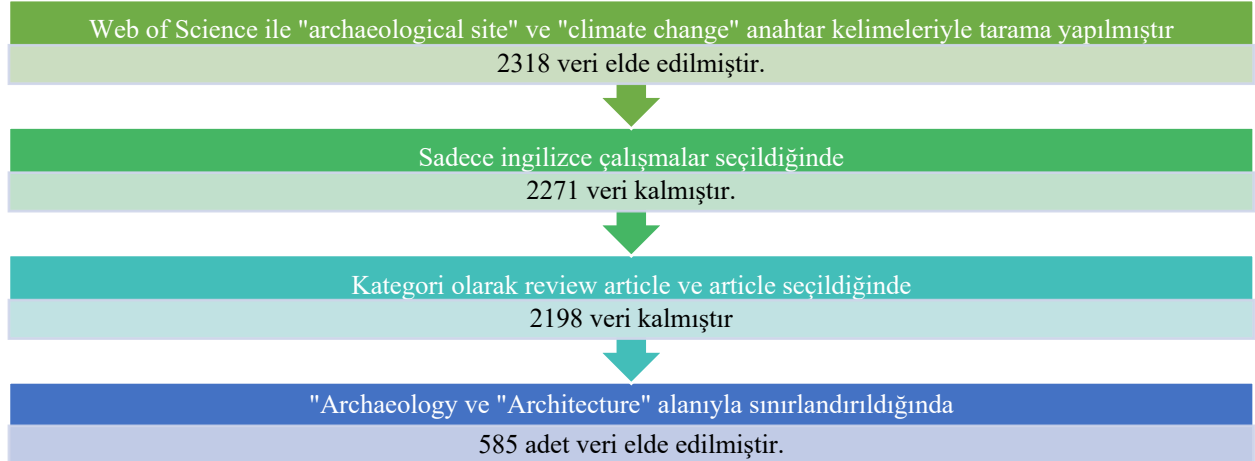 Web of Science ile "archaeological site" ve "climate change" anahtar kelimeleriyle tarama yapılmıştır
2318 veri elde edilmiştir.
Sadece ingilizce çalışmalar seçildiğinde
2271 veri kalmıştır.
Kategori olarak review article ve article seçildiğinde
2198 veri kalmıştır
"Archaeology ve "Architecture" alanıyla sınırlandırıldığında
585 adet veri elde edilmiştir.